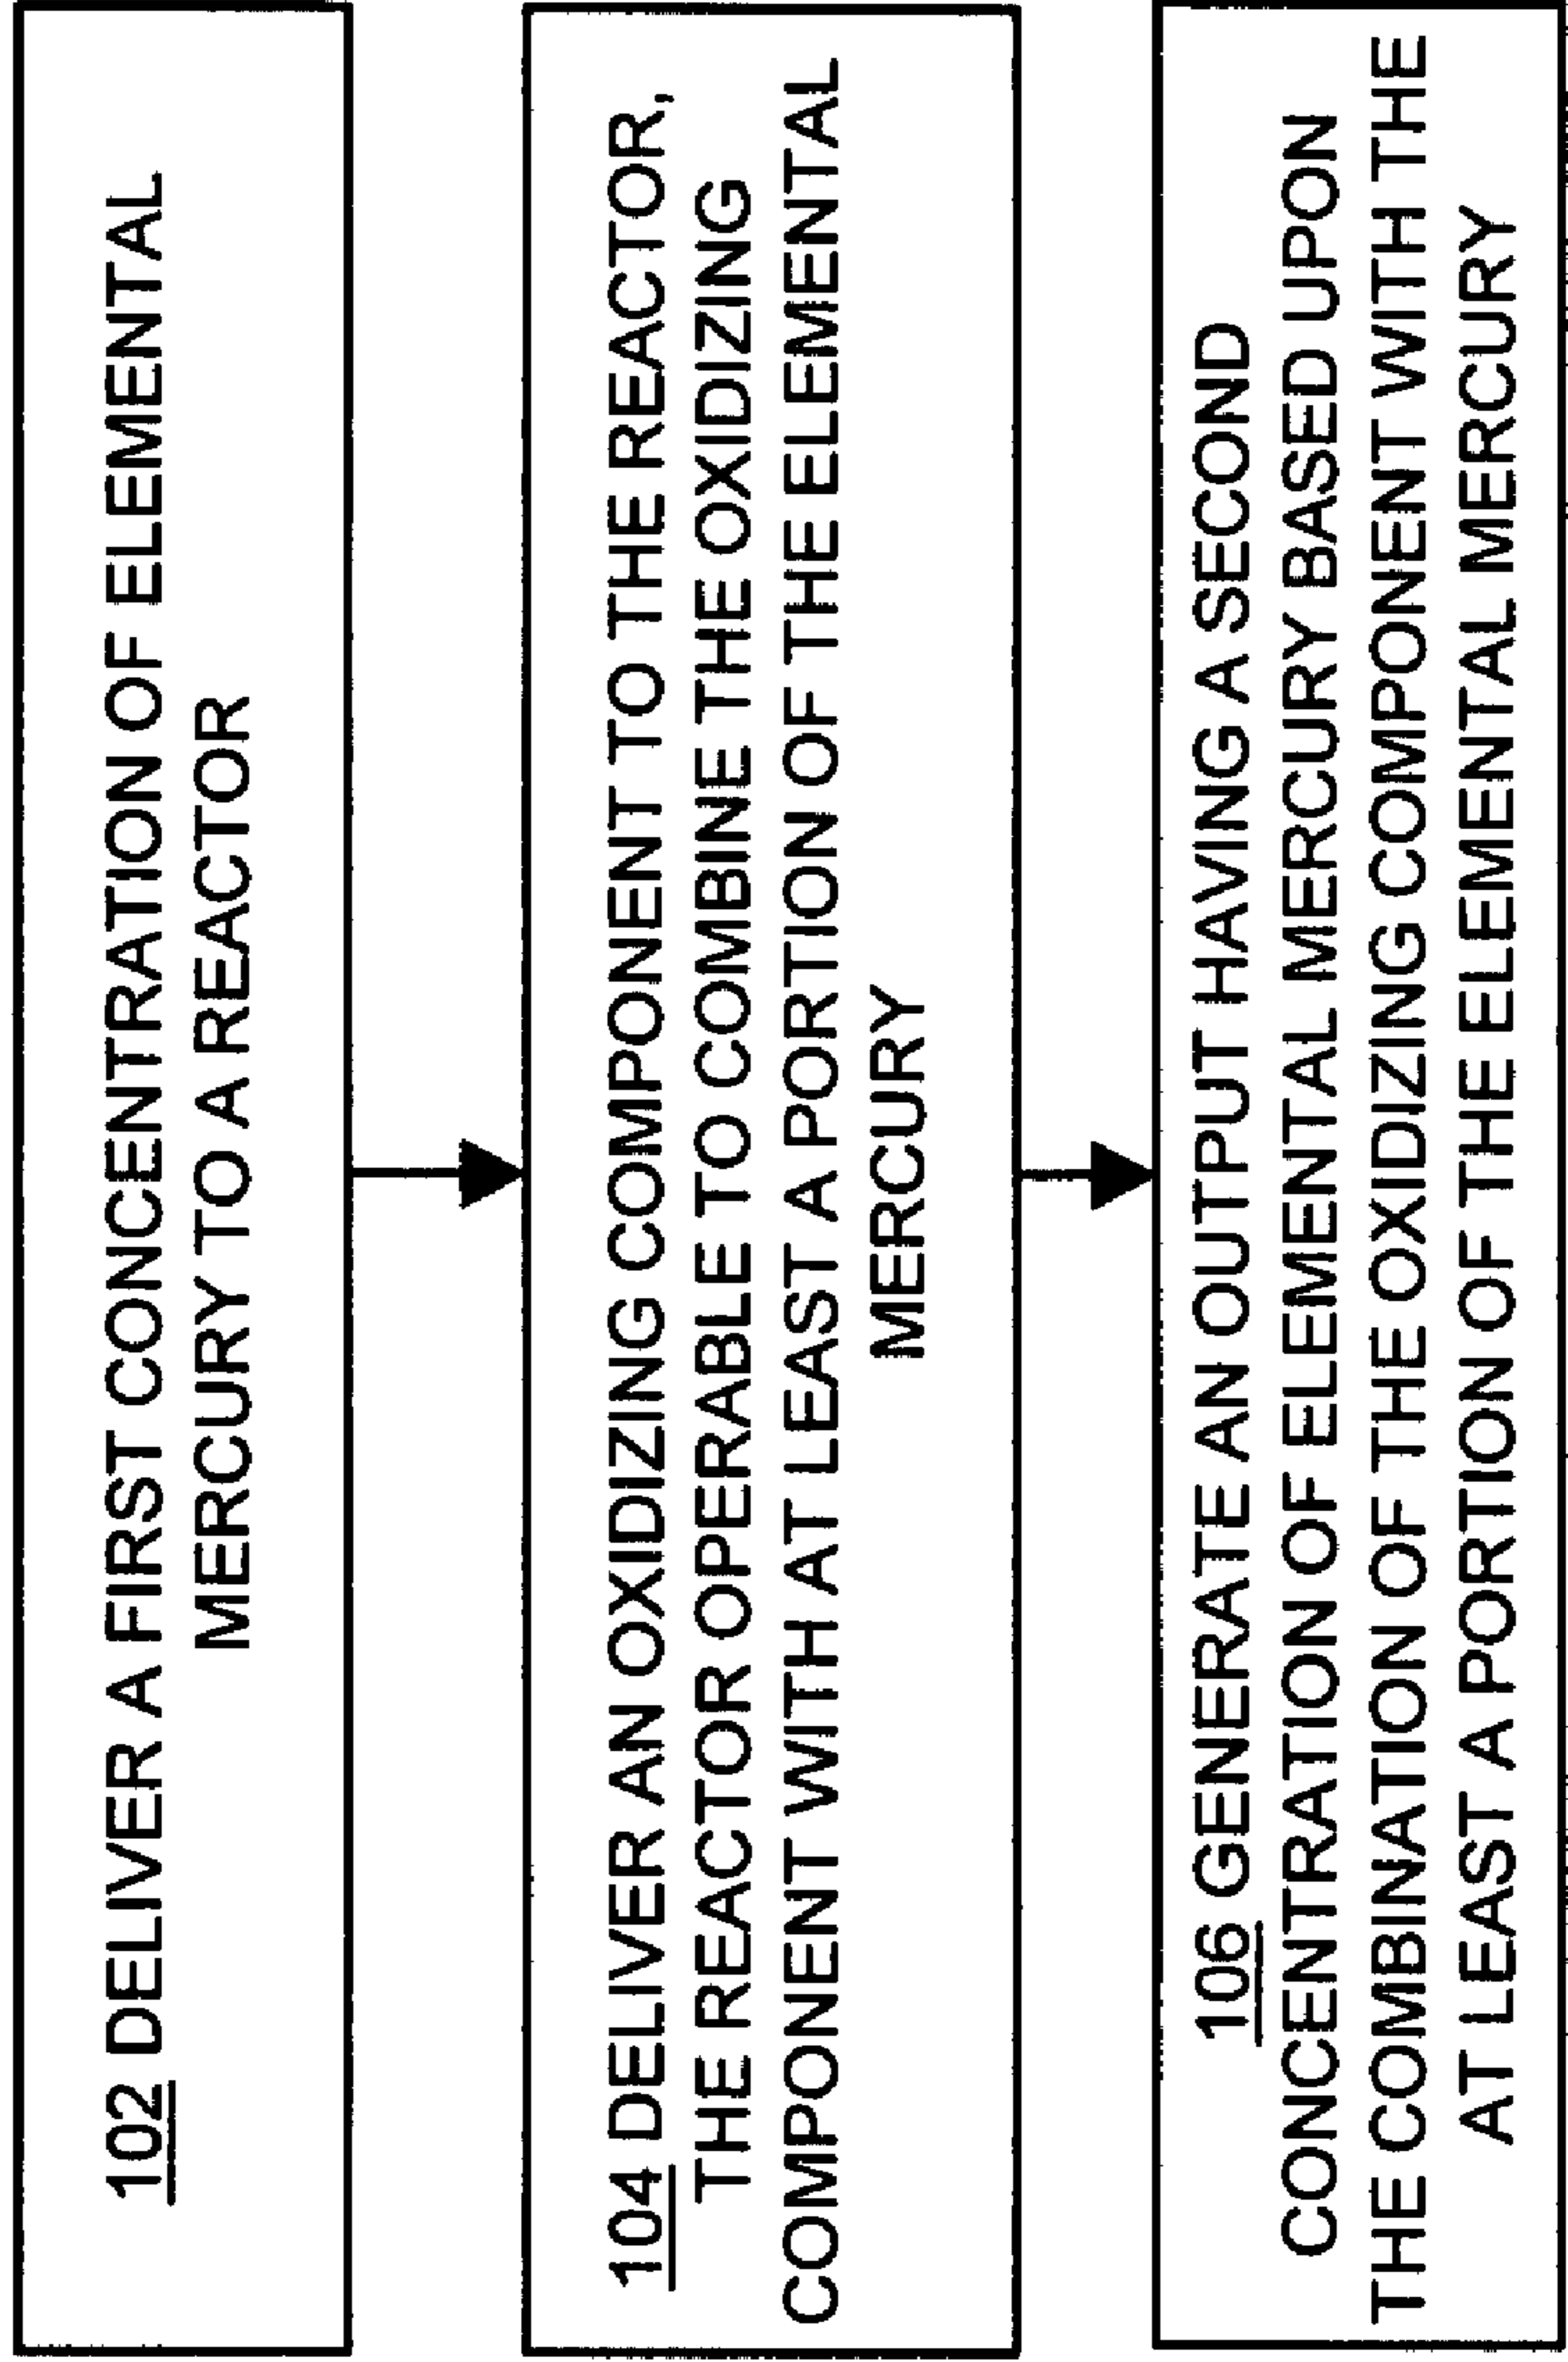 102 DELIVER A FIRST CONCENTRATION OF ELEMENTAL
MERCURY TO A REACTOR
104 DELIVER AN OXIDIZING COMPONENT TO THE REACTOR,
THE REACTOR OPERABLE TO COMBINE THE OXIDIZING
COMPONENT WITH AT LEAST A PORTION OF THE ELEMENTAL
MERCURY
106 GENERATE AN OUTPUT HAVING A SECOND
CONCENTRATION OF ELEMENTAL MERCURY BASED UPON
THE COMBINATION OF THE OXIDIZING COMPONENT WITH THE
AT LEAST A PORTION OF THE ELEMENTAL MERCURY